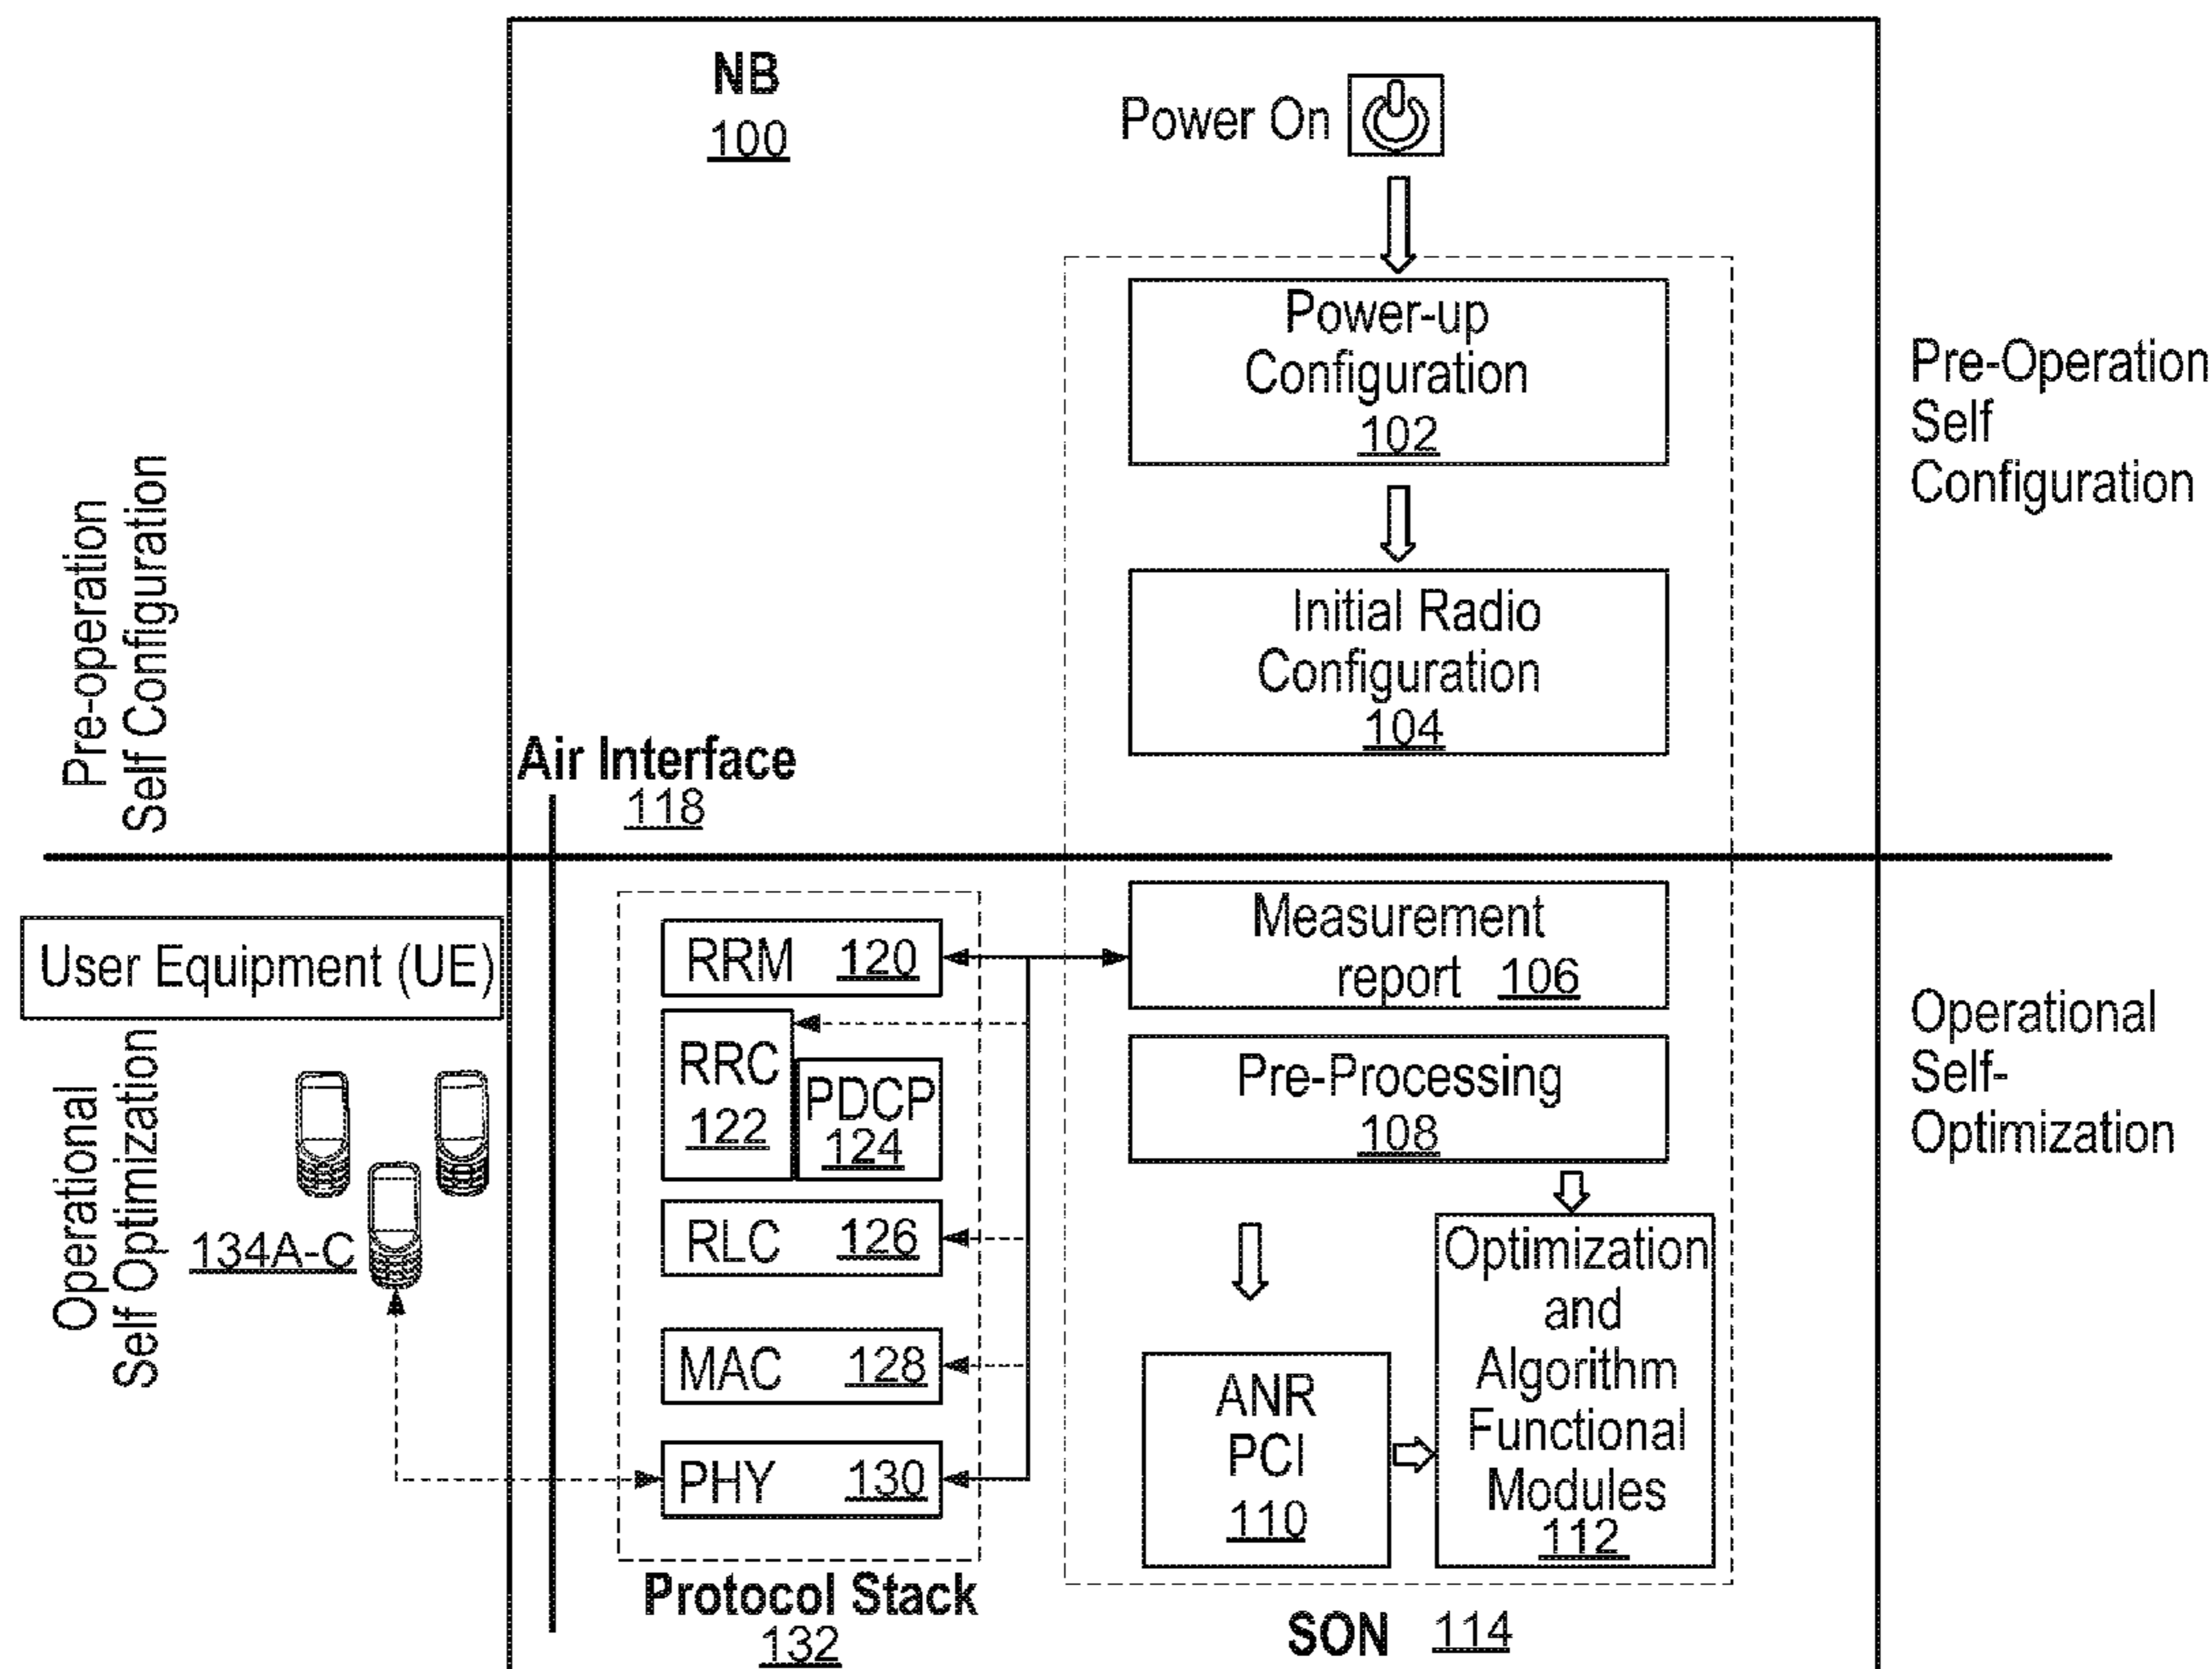 NB
100
Power On
Power-up
Configuration
102
Pre-Operation
Self
Configuration
Initial Radio
Configuration
104
Pre-operation
Self Configuration
Air Interface
118
User Equipment (UE)
Operational
Self Optimization
134A-C
RRM 120
RRC
122
PDCP
124
RLC 126
MAC 128
PHY 130
Protocol Stack
132
Measurement
report 106
Pre-Processing
108
ANR
PCI
110
Optimization
and
Algorithm
Functional
Modules
112
SON 114
Operational
Self-
Optimization